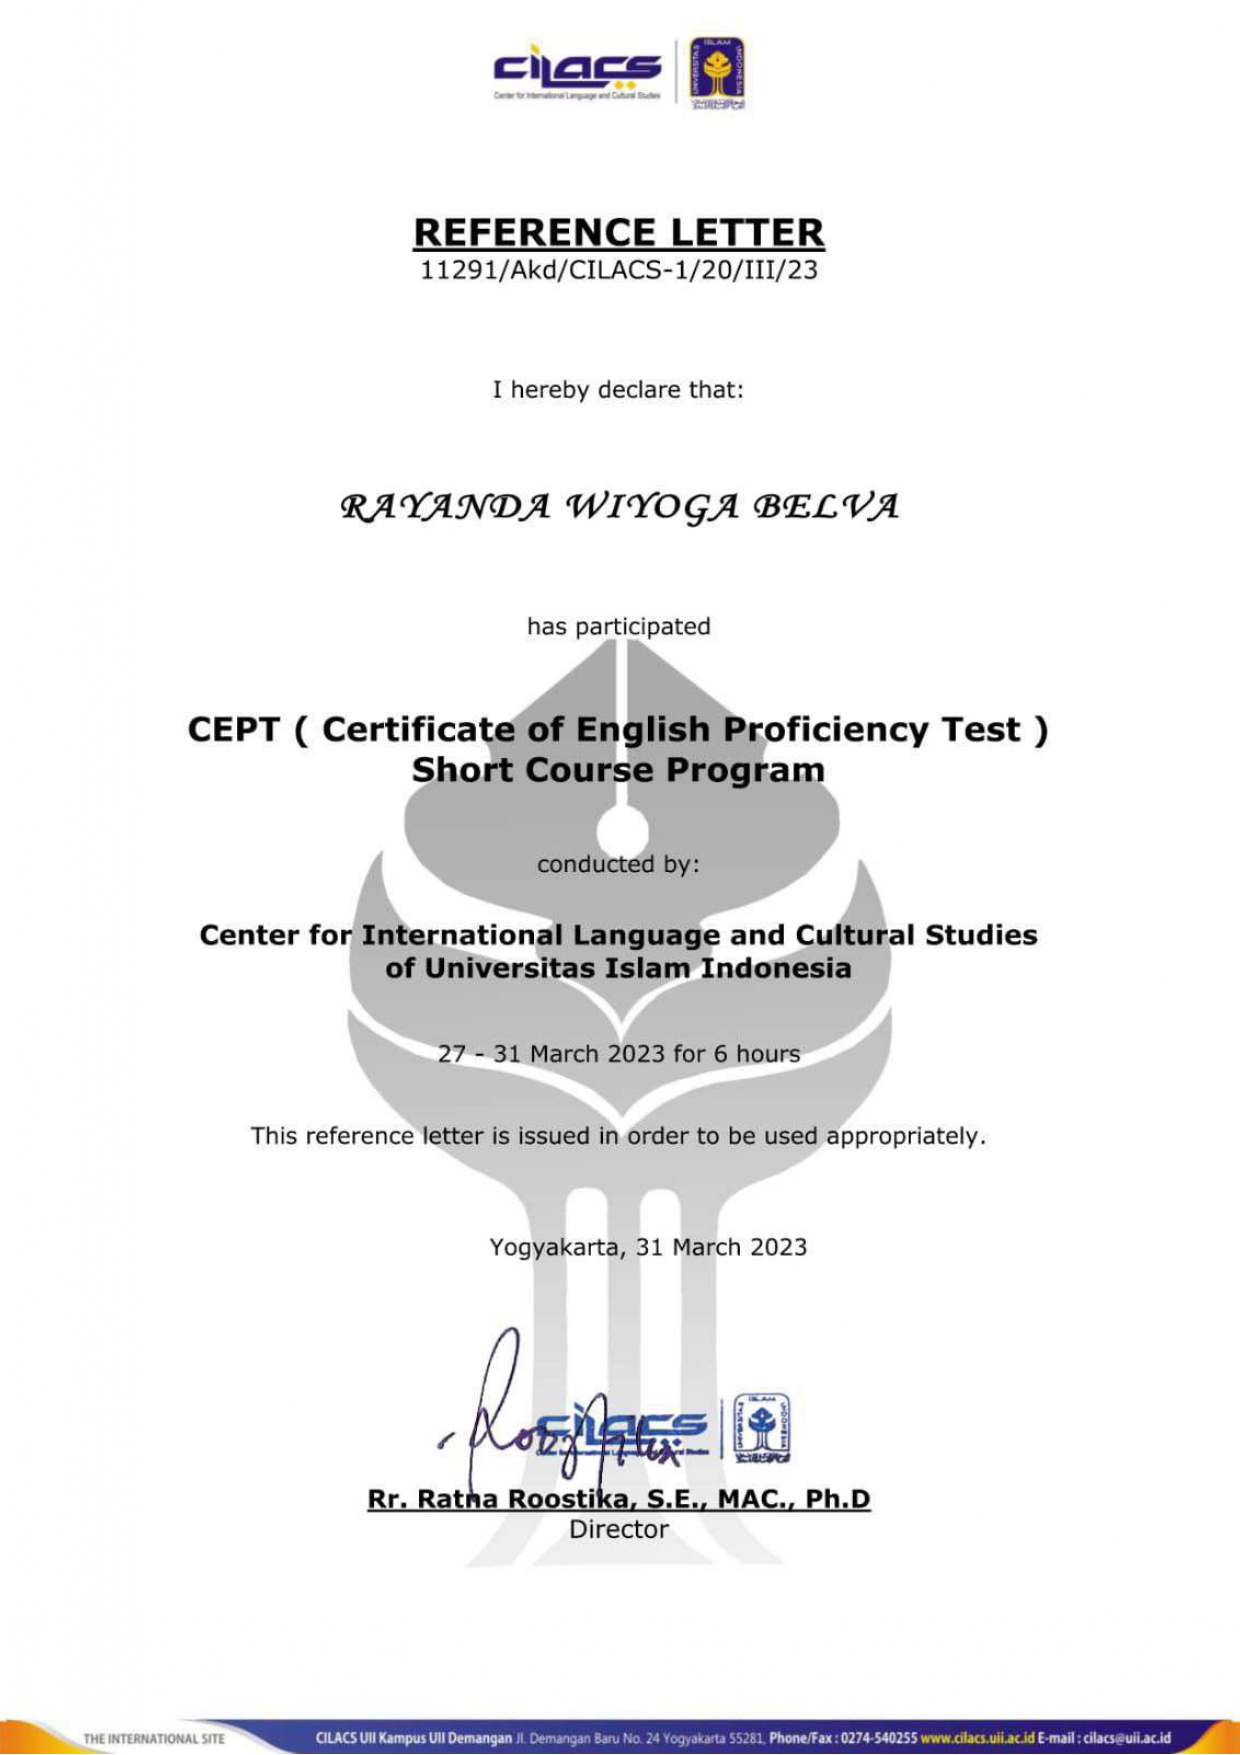 CILACS
Center for International Language and Cultural Studies
ISLAM
UNIVERSITAS
INDONESIA
REFERENCE LETTER
11291/Akd/CILACS-1/20/III/23
I hereby declare that:
RAYANDA WIYOGA BELVA
has participated
CEPT ( Certificate of English Proficiency Test )
Short Course Program
conducted by:
Center for International Language and Cultural Studies
of Universitas Islam Indonesia
27 - 31 March 2023 for 6 hours
This reference letter is issued in order to be used appropriately.
Yogyakarta, 31 March 2023
CILACS
ISLAM
UNIVERSITAS
INDONESIA
Rr. Ratna Roostika, S.E., MAC., Ph.D
Director
THE INTERNATIONAL SITE
CILACS UII Kampus UII Demangan Jl. Demangan Baru No. 24 Yogyakarta 55281, Phone/Fax : 0274-540255 www.cilacs.uii.ac.id E-mail : cilacs@uii.ac.id